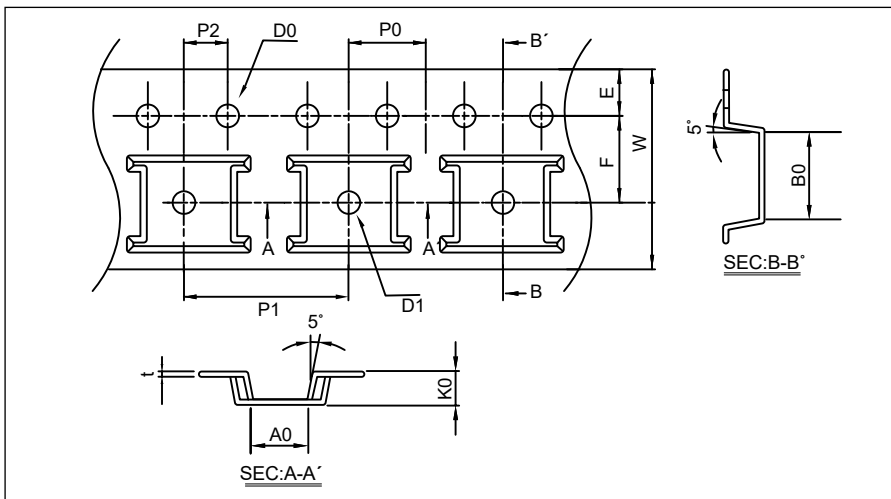 P2
D0
P0
B´
E
W
F
5°
B0
A
A´
SEC:B-B°
P1
D1
B
5°
t
K0
A0
SEC:A-A´